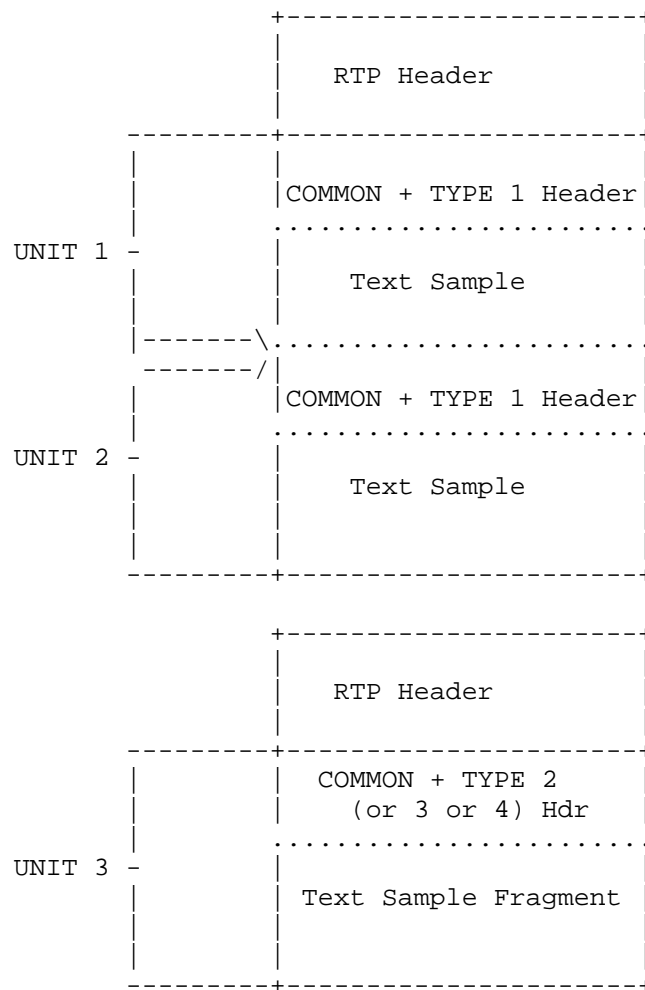 RTP Header
COMMON + TYPE 1 Header
UNIT 1
Text Sample
COMMON + TYPE 1 Header
UNIT 2
Text Sample
RTP Header
COMMON + TYPE 2
(or 3 or 4) Hdr
UNIT 3
Text Sample Fragment